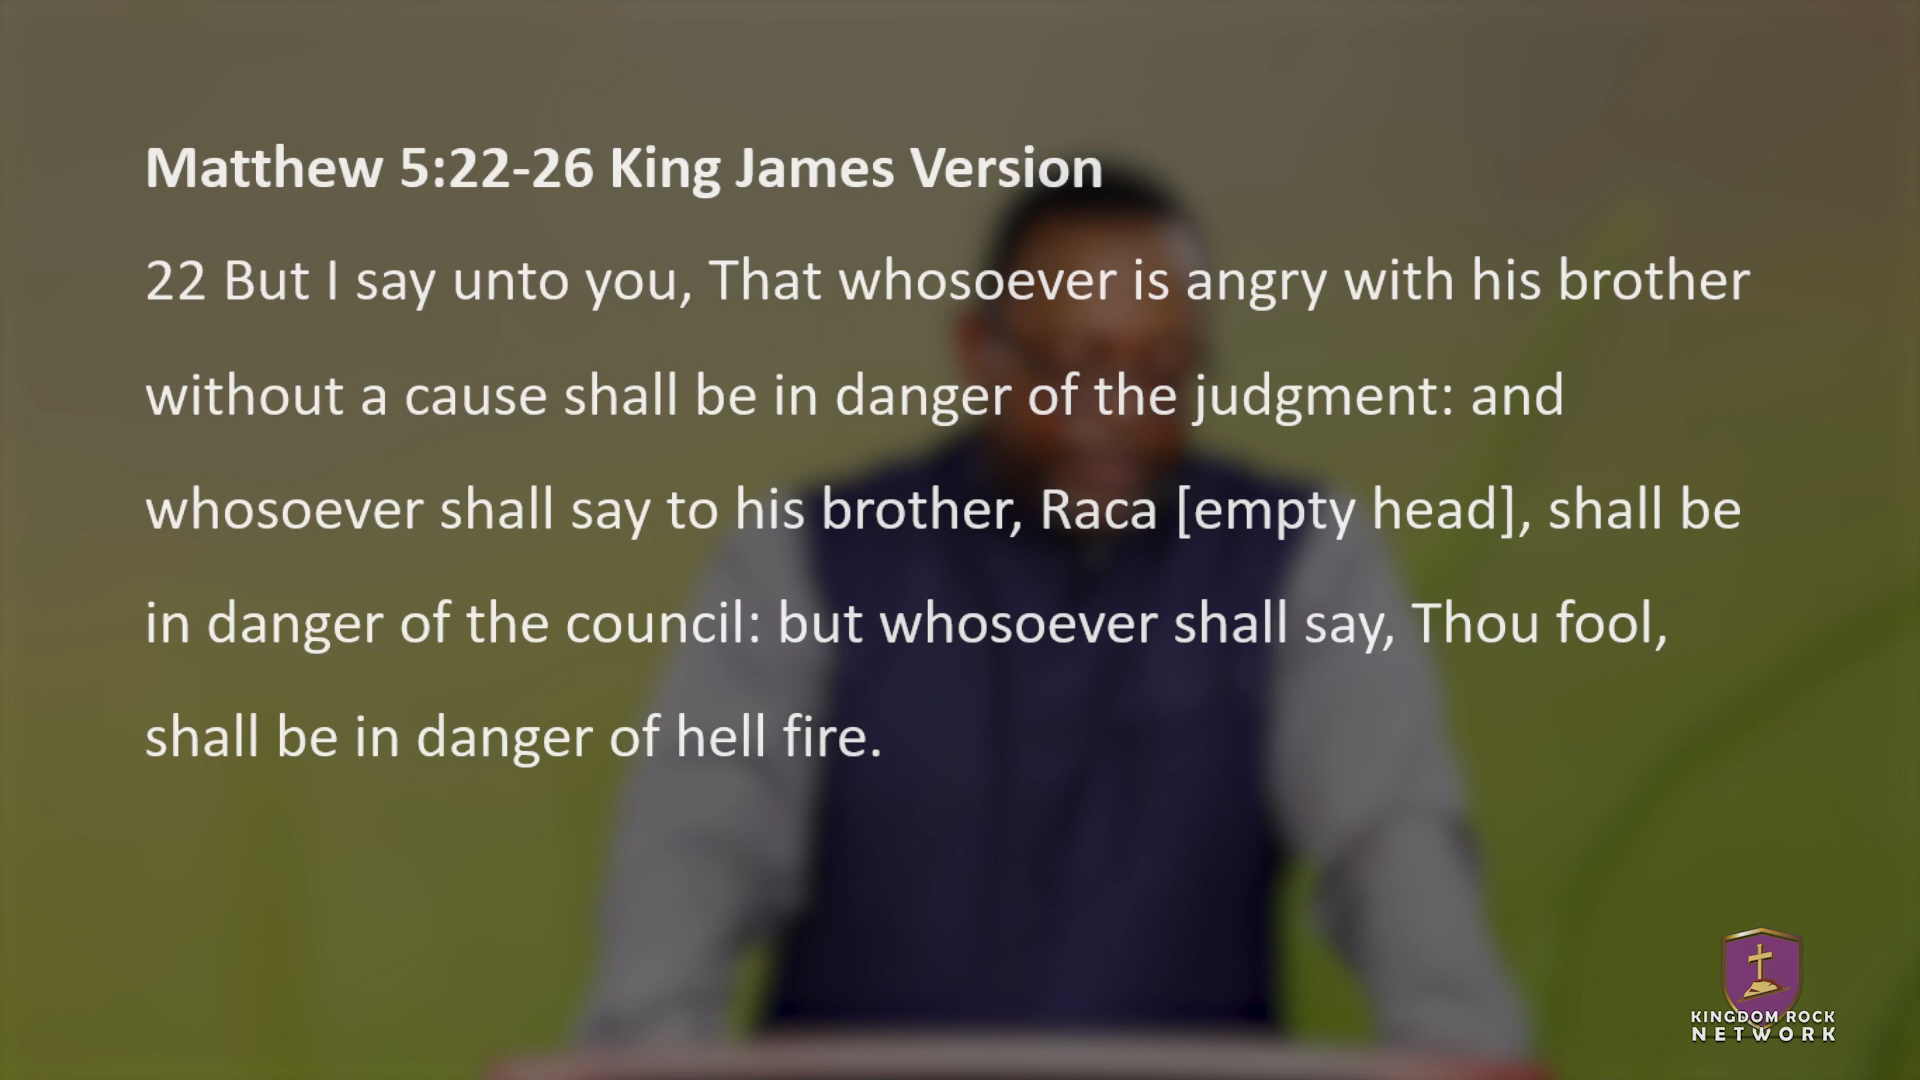 Matthew 5:22-26 King James Version
22 But I say unto you, That whosoever is angry with his brother
without a cause shall be in danger of the judgment: and
whosoever shall say to his brother, Raca [empty head], shall be
in danger of the council: but whosoever shall say, Thou fool,
shall be in danger of hell fire.
KINGDOM ROCK
NETWORK